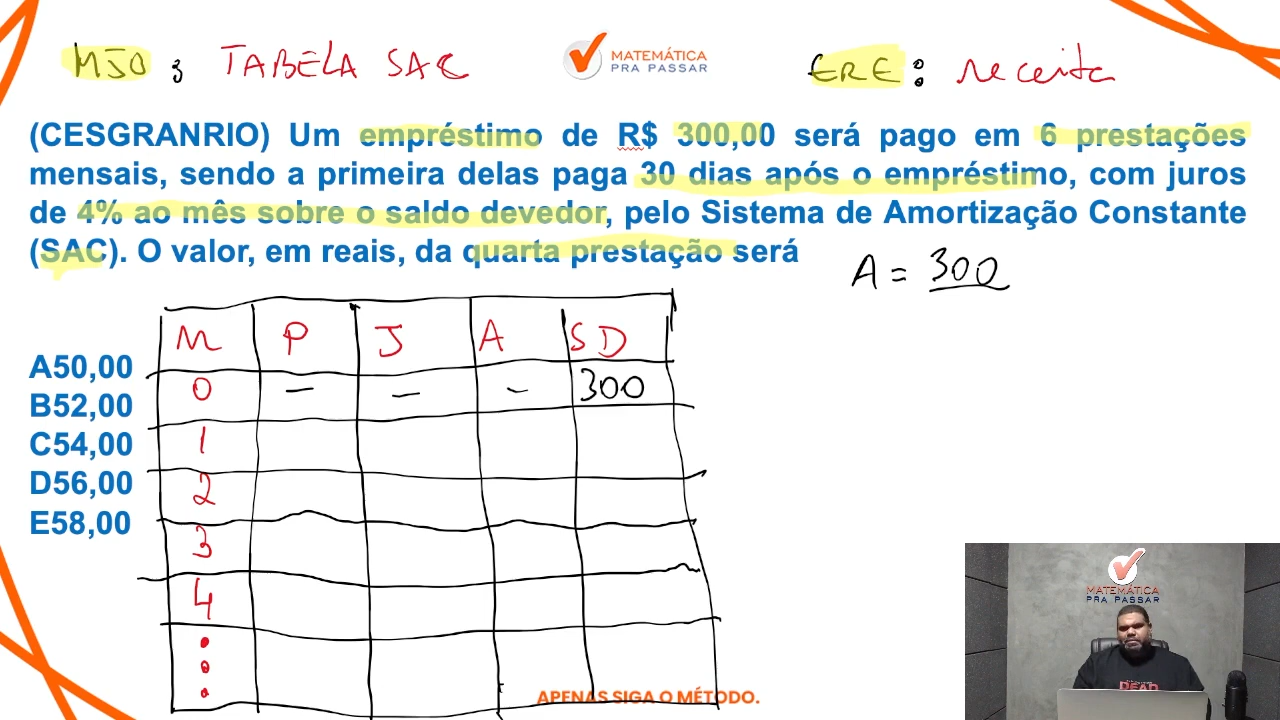 MJO : TABELA SAC
MATEMÁTICA
PRA PASSAR
ERE: receita
(CESGRANRIO) Um empréstimo de R$ 300,00 será pago em 6 prestações
mensais, sendo a primeira delas paga 30 dias após o empréstimo, com juros
de 4% ao mês sobre o saldo devedor, pelo Sistema de Amortização Constante
(SAC). O valor, em reais, da quarta prestação será
A = 300
M P J A SD
A50,00
0 – – - 300
B52,00
1
C54,00
2
D56,00
E58,00
3
4
MATEMÁTICA
PRA PASSAR
APENAS SIGA O MÉTODO.